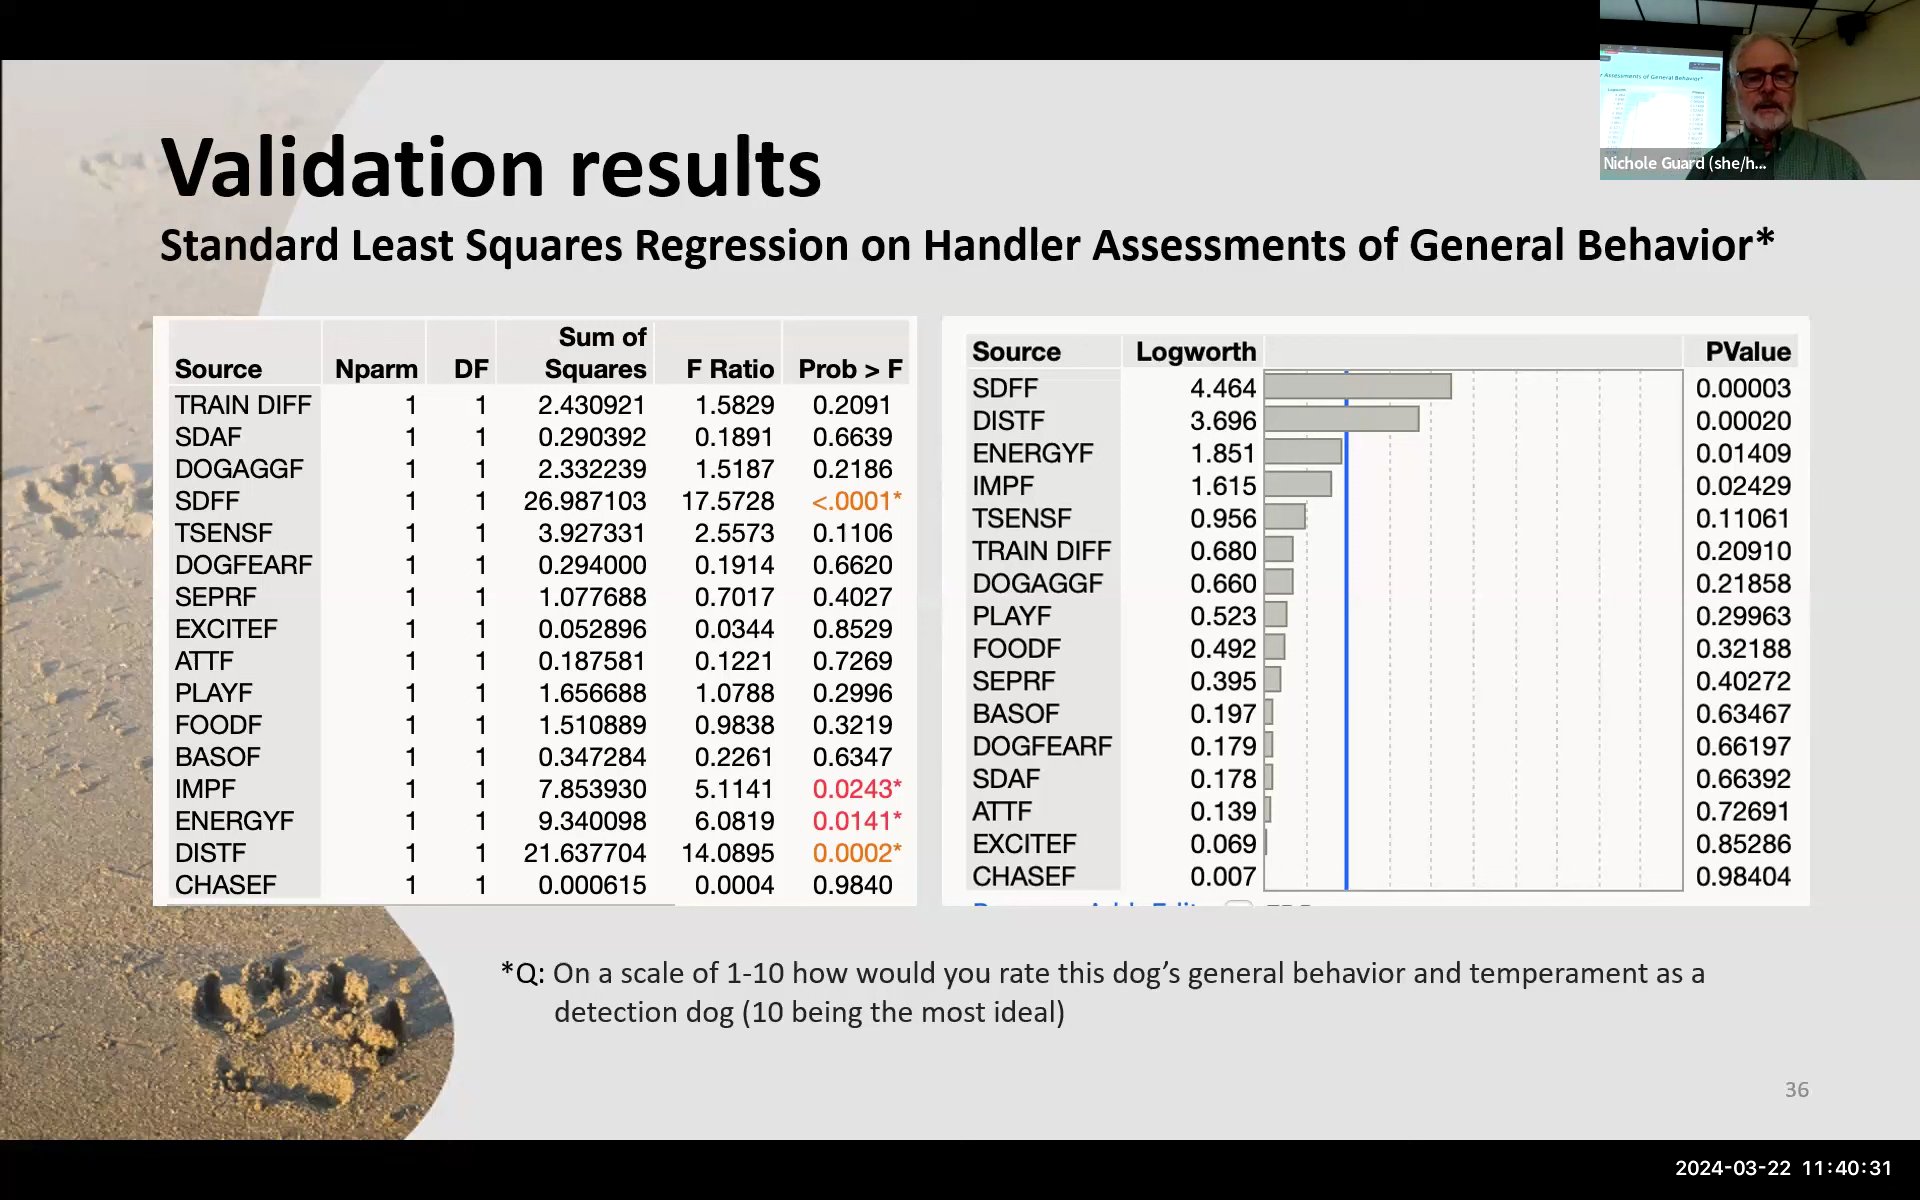 Validation results
Standard Least Squares Regression on Handler Assessments of General Behavior*
Nichole Guard (she/h...
Source Nparm DF Sum of Squares F Ratio Prob > F
TRAIN DIFF 1 1 2.430921 1.5829 0.2091
SDAF 1 1 0.290392 0.1891 0.6639
DOGAGGF 1 1 2.332239 1.5187 0.2186
SDFF 1 1 26.987103 17.5728 <.0001*
TSENSF 1 1 3.927331 2.5573 0.1106
DOGFEARF 1 1 0.294000 0.1914 0.6620
SEPRF 1 1 1.077688 0.7017 0.4027
EXCITEF 1 1 0.052896 0.0344 0.8529
ATTF 1 1 0.187581 0.1221 0.7269
PLAYF 1 1 1.656688 1.0788 0.2996
FOODF 1 1 1.510889 0.9838 0.3219
BASOF 1 1 0.347284 0.2261 0.6347
IMPF 1 1 7.853930 5.1141 0.0243*
ENERGYF 1 1 9.340098 6.0819 0.0141*
DISTF 1 1 21.637704 14.0895 0.0002*
CHASEF 1 1 0.000615 0.0004 0.9840
Source Logworth PValue
SDFF 4.464 0.00003
DISTF 3.696 0.00020
ENERGYF 1.851 0.01409
IMPF 1.615 0.02429
TSENSF 0.956 0.11061
TRAIN DIFF 0.680 0.20910
DOGAGGF 0.660 0.21858
PLAYF 0.523 0.29963
FOODF 0.492 0.32188
SEPRF 0.395 0.40272
BASOF 0.197 0.63467
DOGFEARF 0.179 0.66197
SDAF 0.178 0.66392
ATTF 0.139 0.72691
EXCITEF 0.069 0.85286
CHASEF 0.007 0.98404
*Q: On a scale of 1-10 how would you rate this dog's general behavior and temperament as a
detection dog (10 being the most ideal)
36
2024-03-22 11:40:31